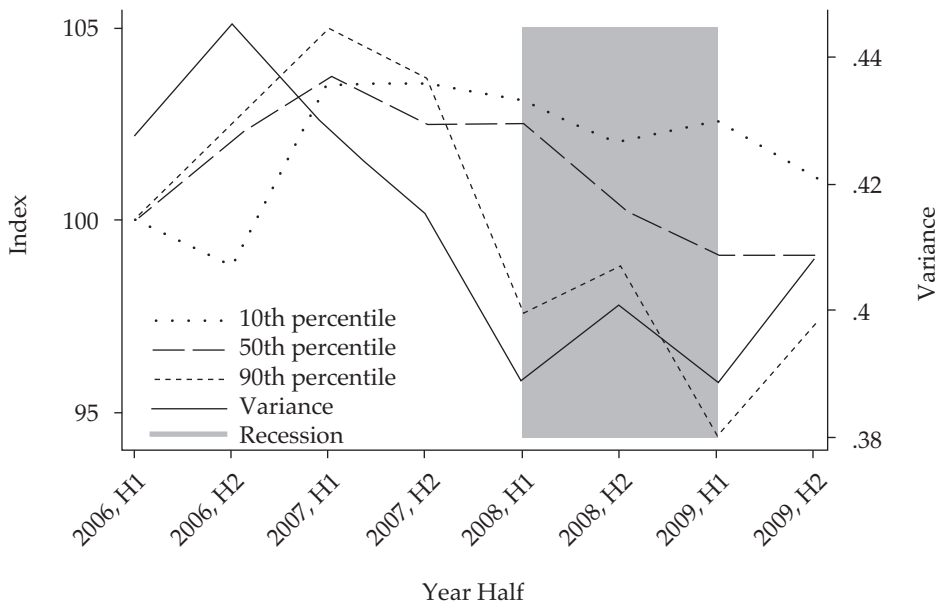 105
100
95
Index
.44
.42
.4
.38
Variance
10th percentile
50th percentile
90th percentile
Variance
Recession
2006, H1
2006, H2
2007, H1
2007, H2
2008, H1
2008, H2
2009, H1
2009, H2
Year Half